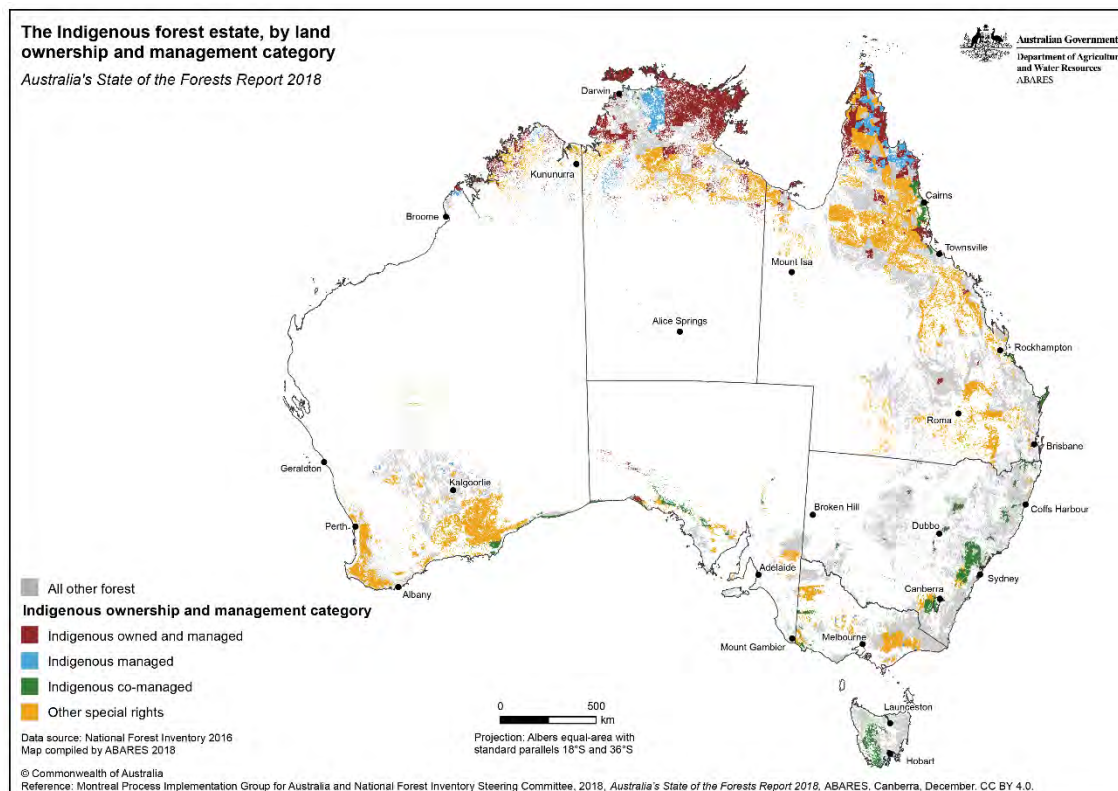 The Indigenous forest estate, by land
ownership and management category
Australia's State of the Forests Report 2018
Australian Government
Department of Agriculture
and Water Resources
ABARES
Darwin
Kununurra
Broome
Cairns
Townsville
Mount Isa
Alice Springs
Rockhampton
Roma
Brisbane
Geraldton
Kalgoorlie
Broken Hill
Coffs Harbour
Perth
Dubbo
Adelaide
Sydney
Albany
Canberra
Mount Gambier
Melbourne
Launceston
Hobart
All other forest
Indigenous ownership and management category
Indigenous owned and managed
Indigenous managed
Indigenous co-managed
Other special rights
0 500
km
Projection: Albers equal-area with
standard parallels 18°S and 36°S
Data source: National Forest Inventory 2016
Map compiled by ABARES 2018
© Commonwealth of Australia
Reference: Montreal Process Implementation Group for Australia and National Forest Inventory Steering Committee, 2018, Australia's State of the Forests Report 2018, ABARES, Canberra, December. CC BY 4.0.